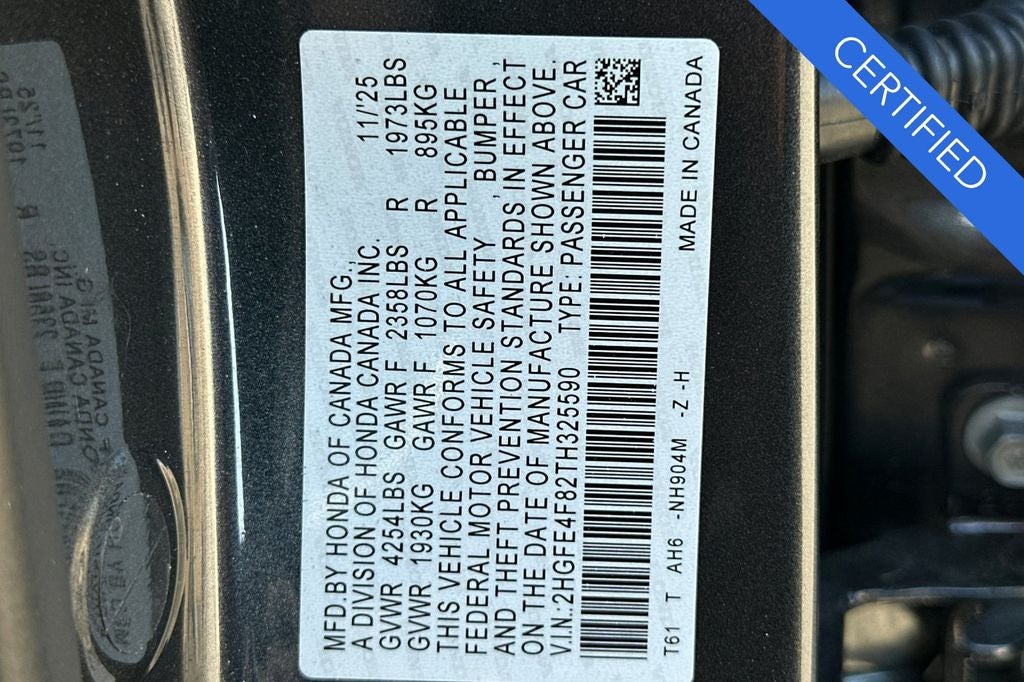 MFD.BY HONDA OF CANADA MFG., 11/'25
A DIVISION OF HONDA CANADA INC.
GVWR 4254LBS GAWR F 2358LBS R 1973LBS
GVWR 1930KG GAWR F 1070KG R 895KG
THIS VEHICLE CONFORMS TO ALL APPLICABLE
FEDERAL MOTOR VEHICLE SAFETY , BUMPER ,
AND THEFT PREVENTION STANDARDS IN EFFECT
ON THE DATE OF MANUFACTURE SHOWN ABOVE.
V.I.N.:2HGFE4F82TH325590 TYPE: PASSENGER CAR
T61 T AH6 -NH904M -Z -H MADE IN CANADA
CERTIFIED